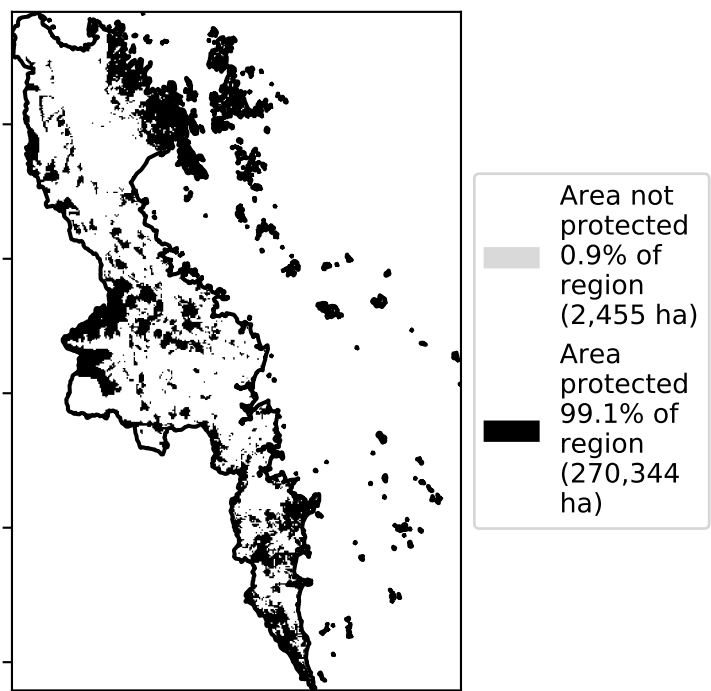 Area not
protected
0.9% of
region
(2,455 ha)
Area
protected
99.1% of
region
(270,344
ha)